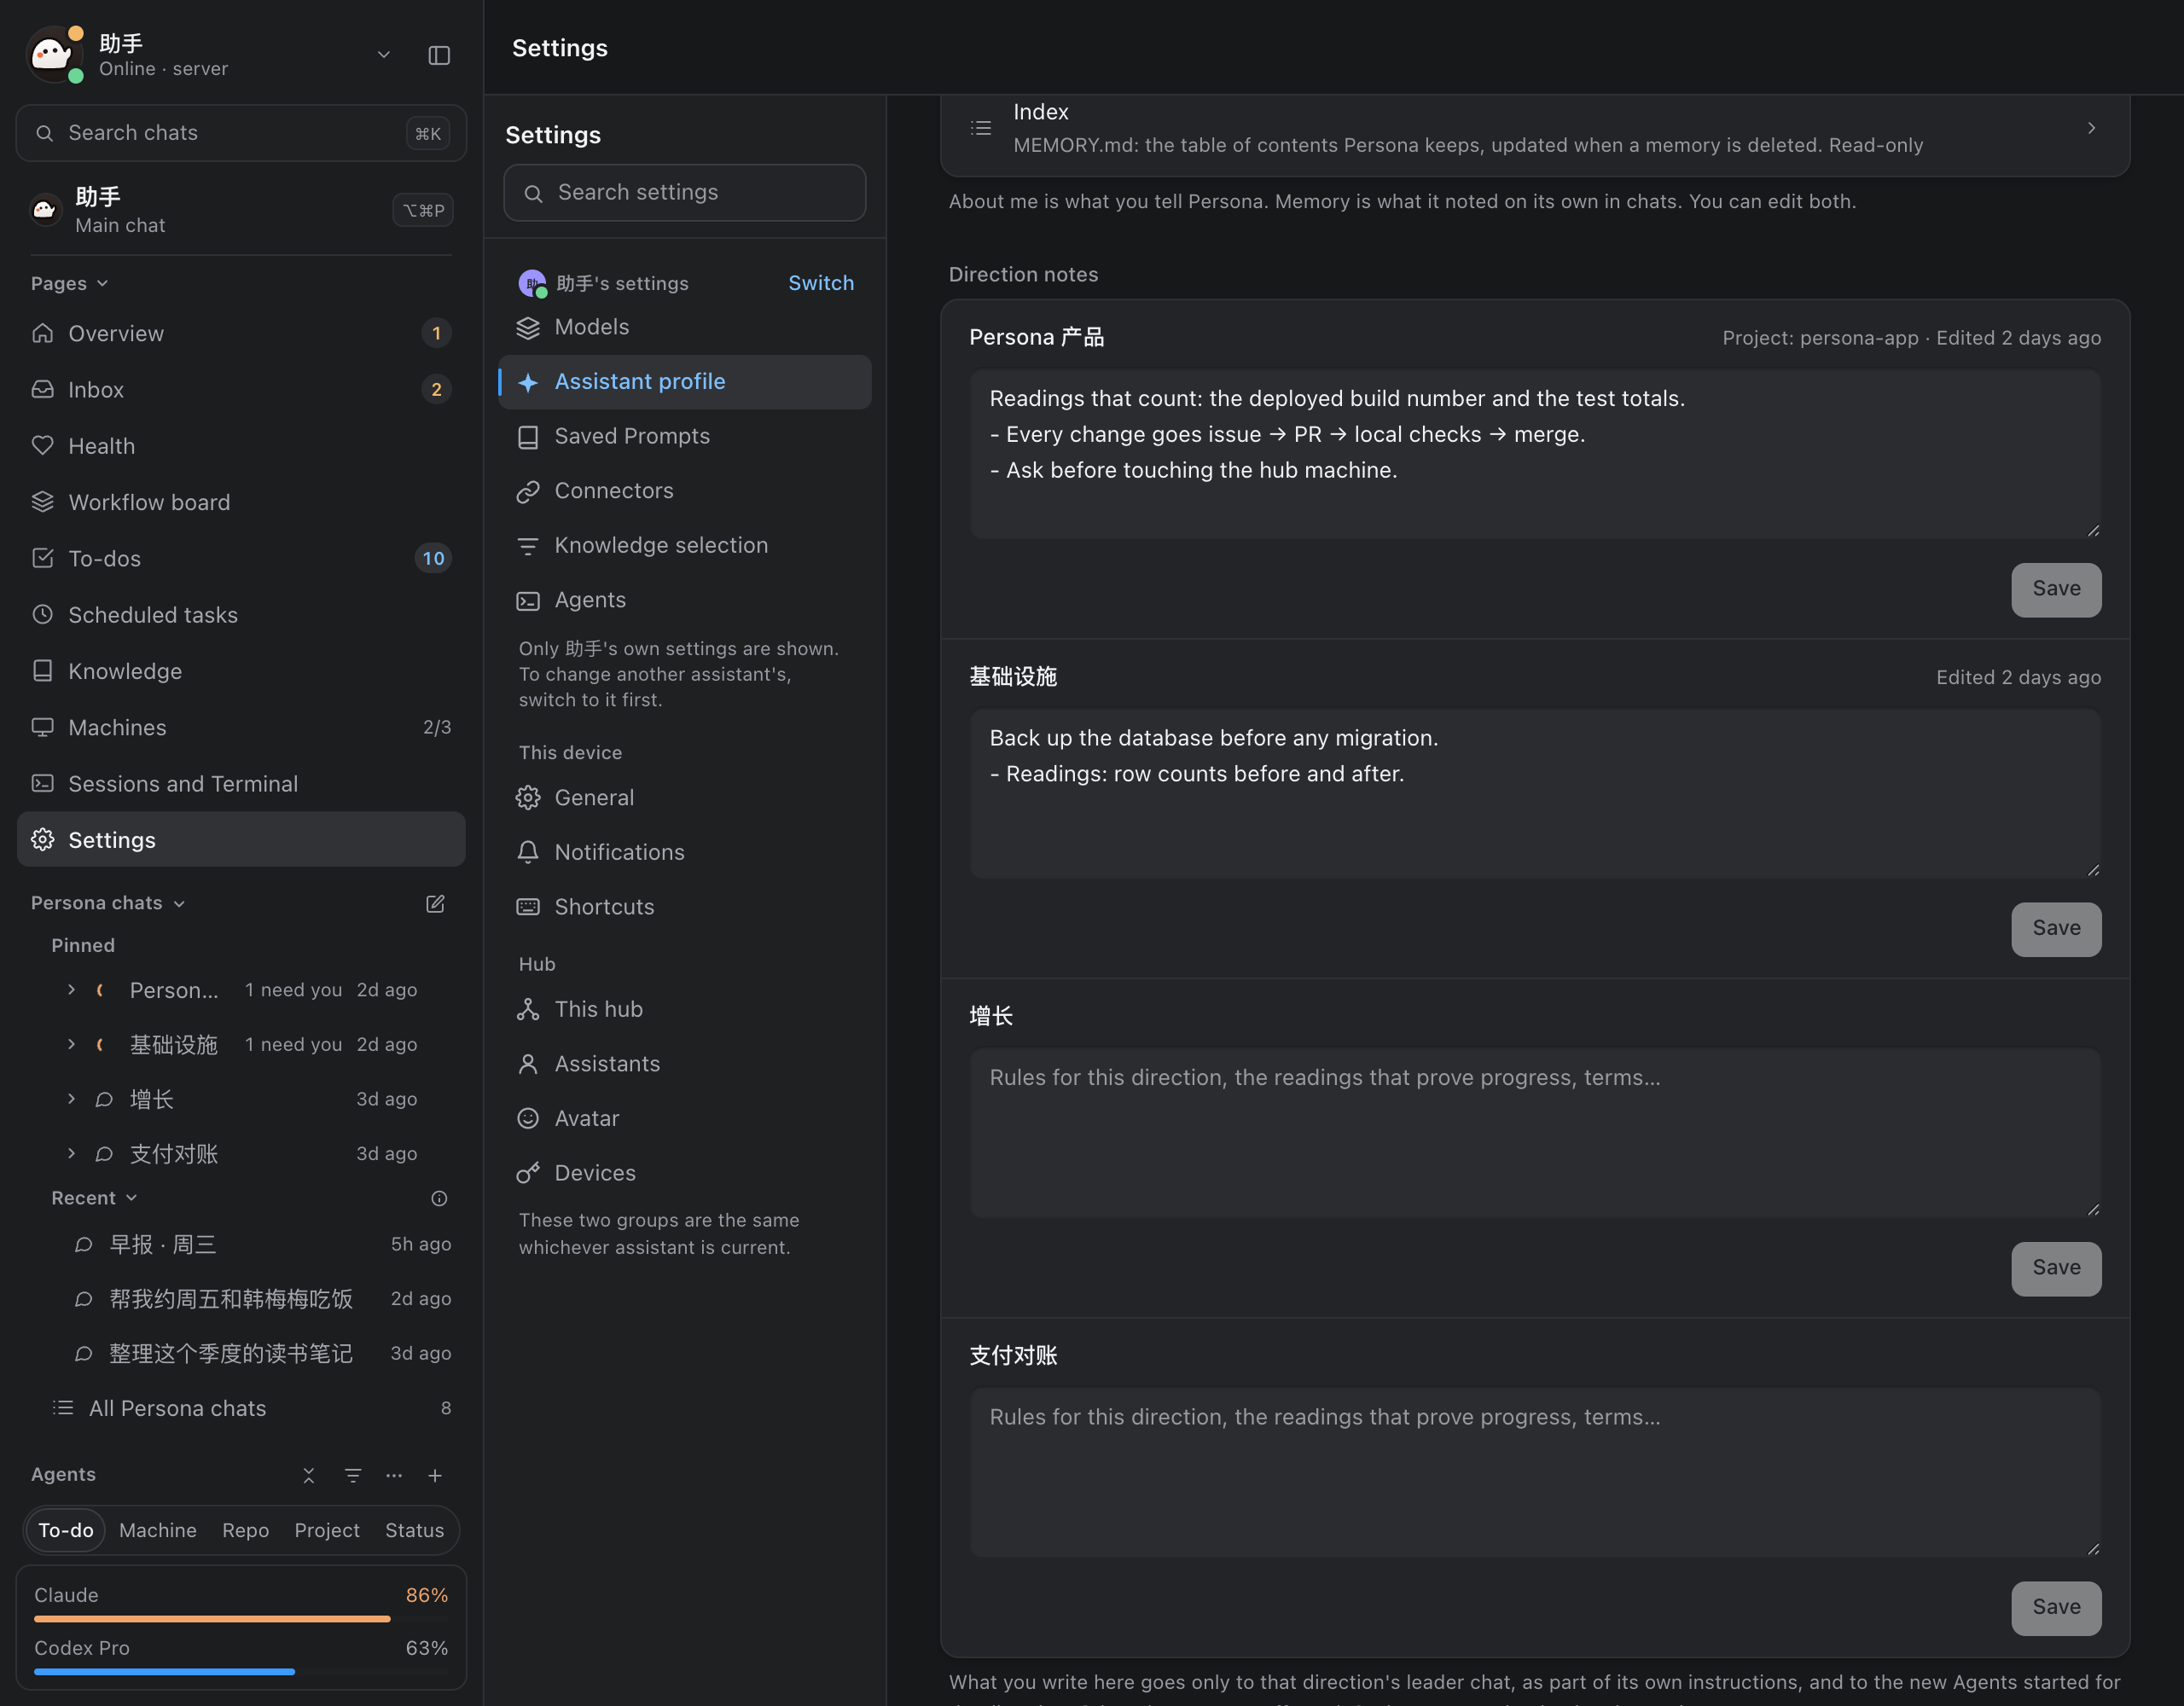 助手
Online · server
Search chats
⌘K
助手
Main chat
⌥⌘P
Pages
Overview
1
Inbox
2
Health
Workflow board
To-dos
10
Scheduled tasks
Knowledge
Machines
2/3
Sessions and Terminal
Settings
Persona chats
Pinned
Person... 1 need you 2d ago
基础设施 1 need you 2d ago
增长 3d ago
支付对账 3d ago
Recent
早报 · 周三 5h ago
帮我约周五和韩梅梅吃饭 2d ago
整理这个季度的读书笔记 3d ago
All Persona chats 8
Agents
To-do Machine Repo Project Status
Claude 86%
Codex Pro 63%
Settings
Settings
Search settings
助手's settings Switch
Models
Assistant profile
Saved Prompts
Connectors
Knowledge selection
Agents
Only 助手's own settings are shown.
To change another assistant's,
switch to it first.
This device
General
Notifications
Shortcuts
Hub
This hub
Assistants
Avatar
Devices
These two groups are the same
whichever assistant is current.
Index
MEMORY.md: the table of contents Persona keeps, updated when a memory is deleted. Read-only
About me is what you tell Persona. Memory is what it noted on its own in chats. You can edit both.
Direction notes
Persona 产品
Project: persona-app · Edited 2 days ago
Readings that count: the deployed build number and the test totals.
- Every change goes issue → PR → local checks → merge.
- Ask before touching the hub machine.
Save
基础设施
Edited 2 days ago
Back up the database before any migration.
- Readings: row counts before and after.
Save
增长
Rules for this direction, the readings that prove progress, terms...
Save
支付对账
Rules for this direction, the readings that prove progress, terms...
Save
What you write here goes only to that direction's leader chat, as part of its own instructions, and to the new Agents started for